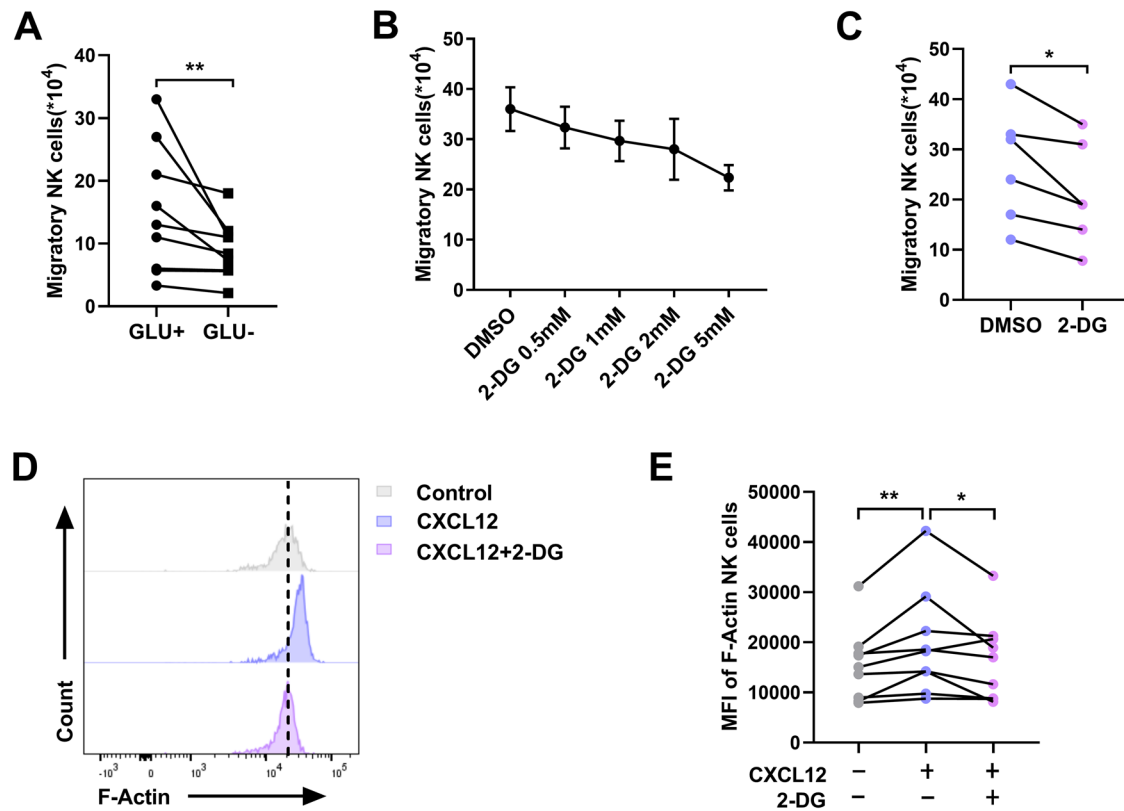 A
Migratory NK cells(*10⁴)
40
30
20
10
0
**
GLU+ GLU-
B
Migratory NK cells(*10⁴)
50
40
30
20
10
0
DMSO
2-DG 0.5mM
2-DG 1mM
2-DG 2mM
2-DG 5mM
C
Migratory NK cells(*10⁴)
50
40
30
20
10
0
*
DMSO 2-DG
D
Count
Control
CXCL12
CXCL12+2-DG
-10³ 0 10³ 10⁴ 10⁵
F-Actin
E
MFI of F-Actin NK cells
50000
40000
30000
20000
10000
0
** *
CXCL12 − + +
2-DG − − +